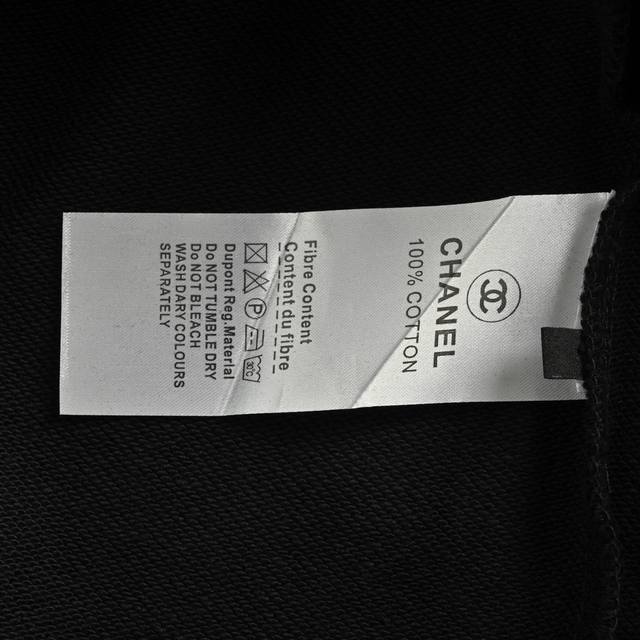 CHANEL
100% COTTON
Fibre Content
Content du fibre
30
Dupont Reg.Material
Do NOT TUMBLE DRY
Do NOT BLEACH
WASH DARY COLOURS
SEPARATELY